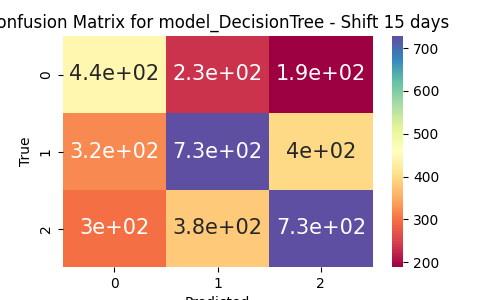 onfusion Matrix for model_DecisionTree - Shift 15 days
0 4.4e+02 2.3e+02 1.9e+02
1 3.2e+02 7.3e+02 4e+02
2 3e+02 3.8e+02 7.3e+02
0 1 2
True
Predicted
700
600
500
400
300
200